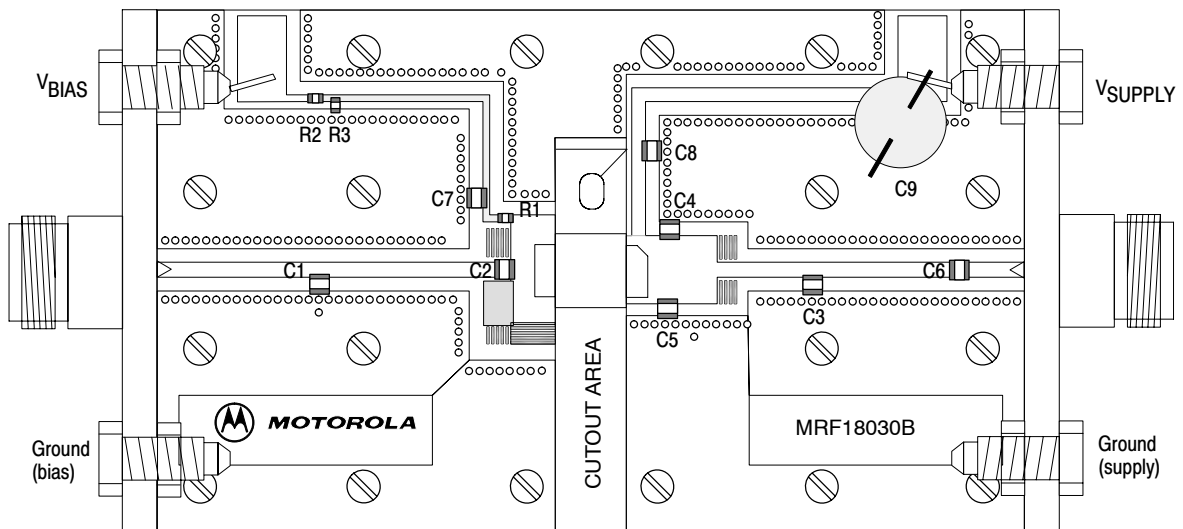 VBIAS
VSUPPLY
R2 R3
C8
C7
C9
R1
C4
C1
C2
C6
C3
C5
CUTOUT AREA
MOTOROLA
MRF18030B
Ground
(bias)
Ground
(supply)